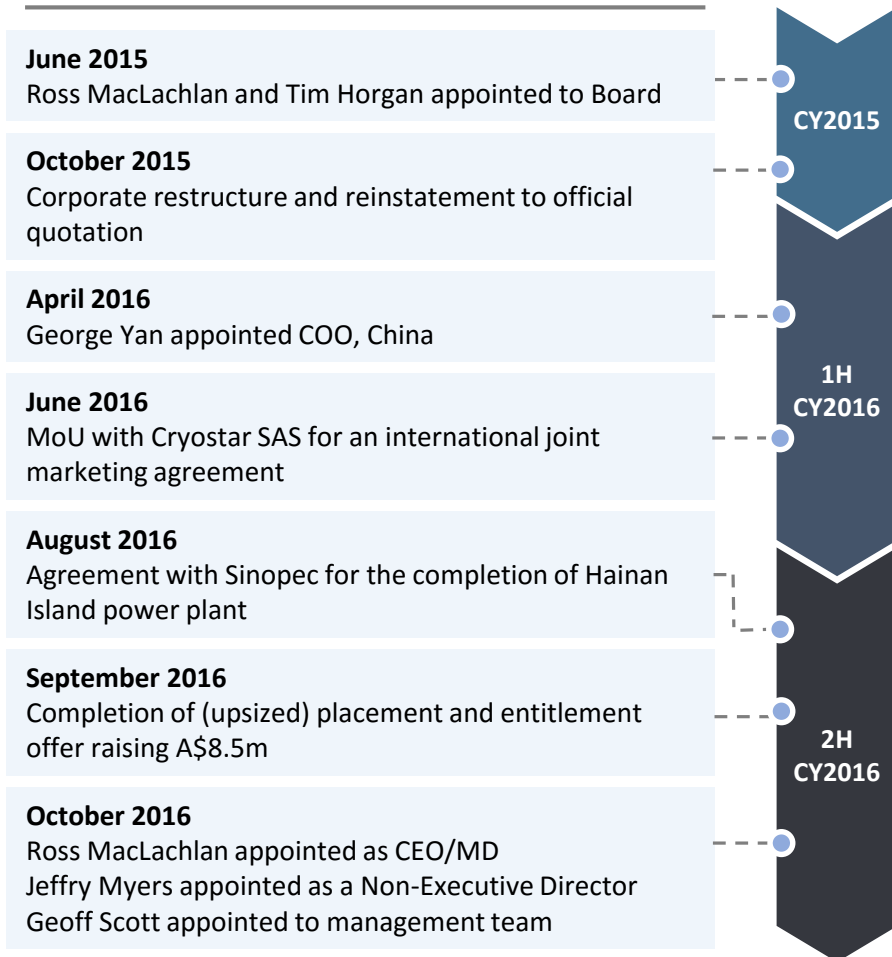 June 2015
Ross MacLachlan and Tim Horgan appointed to Board
CY2015
October 2015
Corporate restructure and reinstatement to official
quotation
April 2016
George Yan appointed COO, China
1H
CY2016
June 2016
MoU with Cryostar SAS for an international joint
marketing agreement
August 2016
Agreement with Sinopec for the completion of Hainan
Island power plant
September 2016
Completion of (upsized) placement and entitlement
offer raising A$8.5m
2H
CY2016
October 2016
Ross MacLachlan appointed as CEO/MD
Jeffry Myers appointed as a Non-Executive Director
Geoff Scott appointed to management team